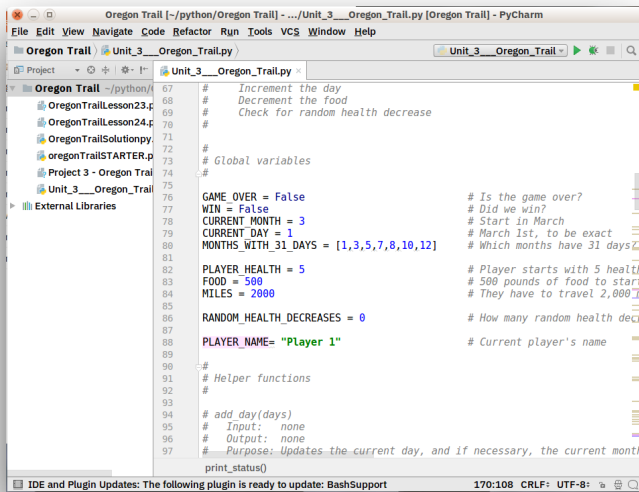 Oregon Trail [~/python/Oregon Trail] - .../Unit_3___Oregon_Trail.py [Oregon Trail] - PyCharm
File Edit View Navigate Code Refactor Run Tools VCS Window Help
Oregon Trail Unit_3___Oregon_Trail.py Unit_3___Oregon_Trail
Project Unit_3___Oregon_Trail.py
Oregon Trail ~/python/
OregonTrailLesson23.p
OregonTrailLesson24.p
OregonTrailSolutionpy
oregonTrailSTARTER.p
Project 3 - Oregon Trai
Unit_3___Oregon_Trail
External Libraries
67 # Increment the day
68 # Decrement the food
69 # Check for random health decrease
70 #
71
72 #
73 # Global variables
74 #
75
76 GAME_OVER = False # Is the game over?
77 WIN = False # Did we win?
78 CURRENT_MONTH = 3 # Start in March
79 CURRENT_DAY = 1 # March 1st, to be exact
80 MONTHS_WITH_31_DAYS = [1,3,5,7,8,10,12] # Which months have 31 days?
81
82 PLAYER_HEALTH = 5 # Player starts with 5 healt
83 FOOD = 500 # 500 pounds of food to star
84 MILES = 2000 # They have to travel 2,000
85
86 RANDOM_HEALTH_DECREASES = 0 # How many random health dec
87
88 PLAYER_NAME= "Player 1" # Current player's name
89
90 #
91 # Helper functions
92 #
93
94 # add_day(days)
95 # Input: none
96 # Output: none
97 # Purpose: Updates the current day, and if necessary, the current month
print_status()
IDE and Plugin Updates: The following plugin is ready to update: BashSupport 170:108 CRLF÷ UTF-8÷